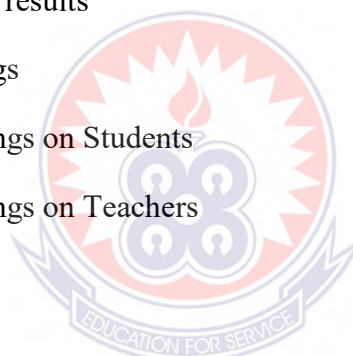 results
gs
ngs on Students
ngs on Teachers
EDUCATION FOR SERVICE